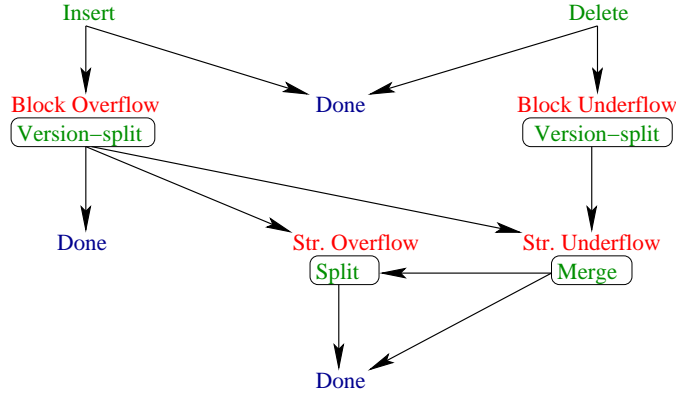 Insert
Delete
Block Overflow
Done
Block Underflow
Version−split
Version−split
Done
Str. Overflow
Str. Underflow
Split
Merge
Done